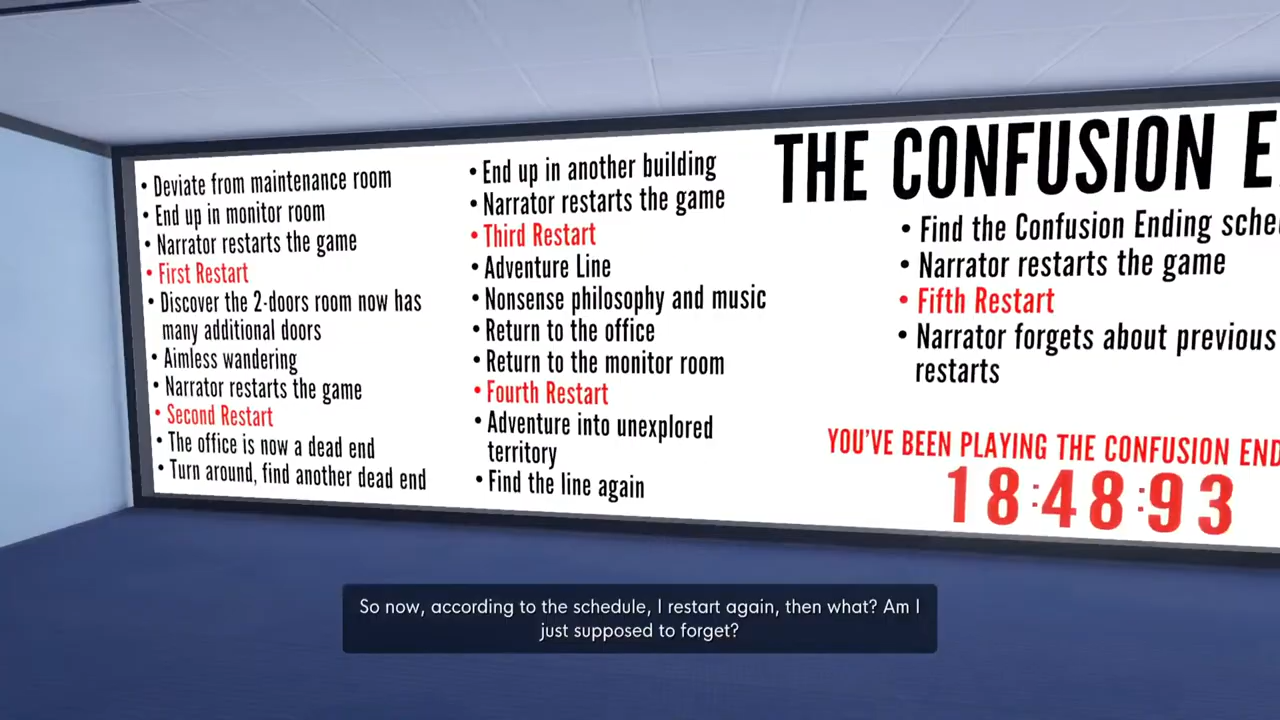 • Deviate from maintenance room
• End up in monitor room
• Narrator restarts the game
• First Restart
• Discover the 2-doors room now has
many additional doors
• Aimless wandering
• Narrator restarts the game
• Second Restart
• The office is now a dead end
• Turn around, find another dead end
• End up in another building
• Narrator restarts the game
• Third Restart
• Adventure Line
• Nonsense philosophy and music
• Return to the office
• Return to the monitor room
• Fourth Restart
• Adventure into unexplored
territory
• Find the line again
THE CONFUSION E
• Find the Confusion Ending sche
• Narrator restarts the game
• Fifth Restart
• Narrator forgets about previous
restarts
YOU'VE BEEN PLAYING THE CONFUSION END
18:48:93
So now, according to the schedule, I restart again, then what? Am I
just supposed to forget?